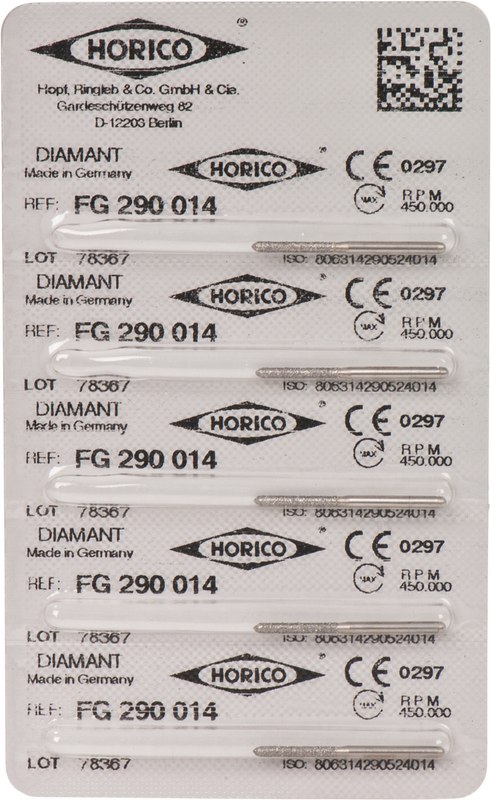 HORICO ®
Hopf, Ringleb & Co. GmbH & Cie.
Gardeschützenweg 82
D-12203 Berlin
DIAMANT HORICO ® CE 0297
Made in Germany
REF: FG 290 014 MAX RPM 450.000
LOT 78367 ISO: 806314290524014
DIAMANT HORICO ® CE 0297
Made in Germany
REF: FG 290 014 MAX RPM 450.000
LOT 78367 ISO: 806314290524014
DIAMANT HORICO ® CE 0297
Made in Germany
REF: FG 290 014 MAX RPM 450.000
LOT 78367 ISO: 806314290524014
DIAMANT HORICO ® CE 0297
Made in Germany
REF: FG 290 014 MAX RPM 450.000
LOT 78367 ISO: 806314290524014
DIAMANT HORICO ® CE 0297
Made in Germany
REF: FG 290 014 MAX RPM 450.000
LOT 78367 ISO: 806314290524014